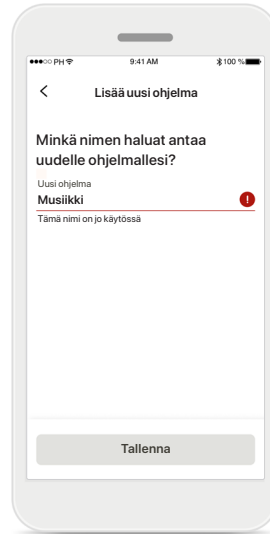 ●●●○○ PH 9:41 AM 100 %
Lisää uusi ohjelma
Minkä nimen haluat antaa
uudelle ohjelmallesi?
Uusi ohjelma
Musiikki
!
Tämä nimi on jo käytössä
Tallenna